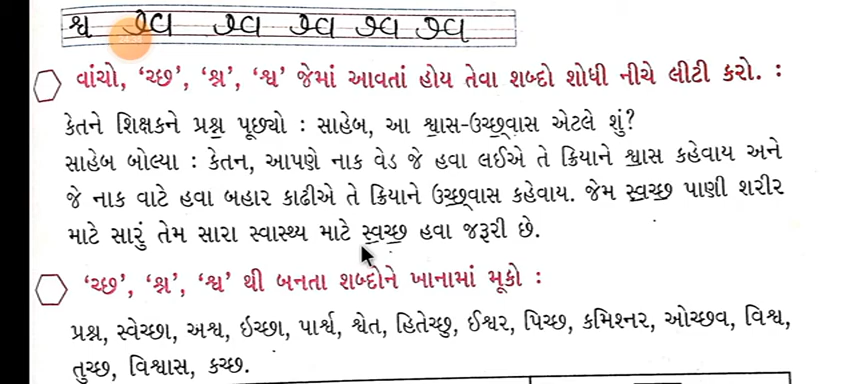 શ્વ શ્વ શ્વ શ્વ શ્વ શ્વ
વાંચો, ‘ચ્છ’, ‘શ્ન’, ‘શ્વ’ જેમાં આવતાં હોય તેવા શબ્દો શોધી નીચે લીટી કરો. :
કેતને શિક્ષકને પ્રશ્ન પૂછ્યો : સાહેબ, આ શ્વાસ-ઉચ્છ્વાસ એટલે શું?
સાહેબ બોલ્યા : કેતન, આપણે નાક વેડ જે હવા લઈએ તે ક્રિયાને શ્વાસ કહેવાય અને
જે નાક વાટે હવા બહાર કાઢીએ તે ક્રિયાને ઉચ્છ્વાસ કહેવાય. જેમ સ્વચ્છ પાણી શરીર
માટે સારું તેમ સારા સ્વાસ્થ્ય માટે સ્વચ્છ હવા જરૂરી છે.
‘ચ્છ’, ‘શ્ન’, ‘શ્વ’ થી બનતા શબ્દોને ખાનામાં મૂકો :
પ્રશ્ન, સ્વેચ્છા, અશ્વ, ઇચ્છા, પાર્શ્વ, શ્વેત, હિતેચ્છુ, ઈશ્વર, પિચ્છ, કમિશ્નર, ઓચ્છવ, વિશ્વ,
તુચ્છ, વિશ્વાસ, કચ્છ.